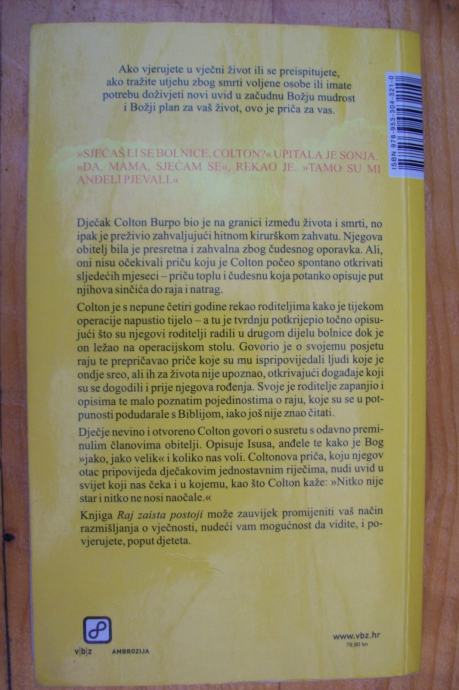 Ako vjerujete u vječni život ili se preispitujete,
ako tražite utjehu zbog smrti voljene osobe ili imate
potrebu doživjeti novi uvid u začudnu Božju mudrost
i Božji plan za vaš život, ovo je priča za vas.
»SJEĆAŠ LI SE BOLNICE, COLTON?« UPITALA JE SONJA.
»DA, MAMA, SJEĆAM SE«, REKAO JE. »TAMO SU MI
ANĐELI PJEVALI.«
Dječak Colton Burpo bio je na granici između života i smrti, no
ipak je preživio zahvaljujući hitnom kirurškom zahvatu. Njegova
obitelj bila je presretna i zahvalna zbog čudesnog oporavka. Ali,
oni nisu očekivali priču koju je Colton počeo spontano otkrivati
sljedećih mjeseci – priču toplu i čudesnu koja potanko opisuje put
njihova sinčića do raja i natrag.
Colton je s nepune četiri godine rekao roditeljima kako je tijekom
operacije napustio tijelo – a tu je tvrdnju potkrijepio točno opisu-
jući što su njegovi roditelji radili u drugom dijelu bolnice dok je
on ležao na operacijskom stolu. Govorio je o svojemu posjetu
raju te prepričavao priče koje su mu ispripovijedali ljudi koje je
ondje sreo, ali ih za života nije upoznao, otkrivajući događaje koji
su se dogodili i prije njegova rođenja. Svoje je roditelje zapanjio i
opisima te malo poznatim pojedinostima o raju, koje su se u pot-
punosti podudarale s Biblijom, iako još nije znao čitati.
Dječje nevino i otvoreno Colton govori o susretu s odavno premi-
nulim članovima obitelji. Opisuje Isusa, anđele te kako je Bog
»jako, jako velik« i koliko nas voli. Coltonova priča, koju njegov
otac pripovijeda dječakovim jednostavnim riječima, nudi uvid u
svijet koji nas čeka i u kojemu, kao što Colton kaže: »Nitko nije
star i nitko ne nosi naočale.«
Knjiga Raj zaista postoji može zauvijek promijeniti vaš način
razmišljanja o vječnosti, nudeći vam mogućnost da vidite, i po-
vjerujete, poput djeteta.
ISBN 978-953-304-321-0
v|b|z AMBROZIJA
www.vbz.hr
79,90 kn